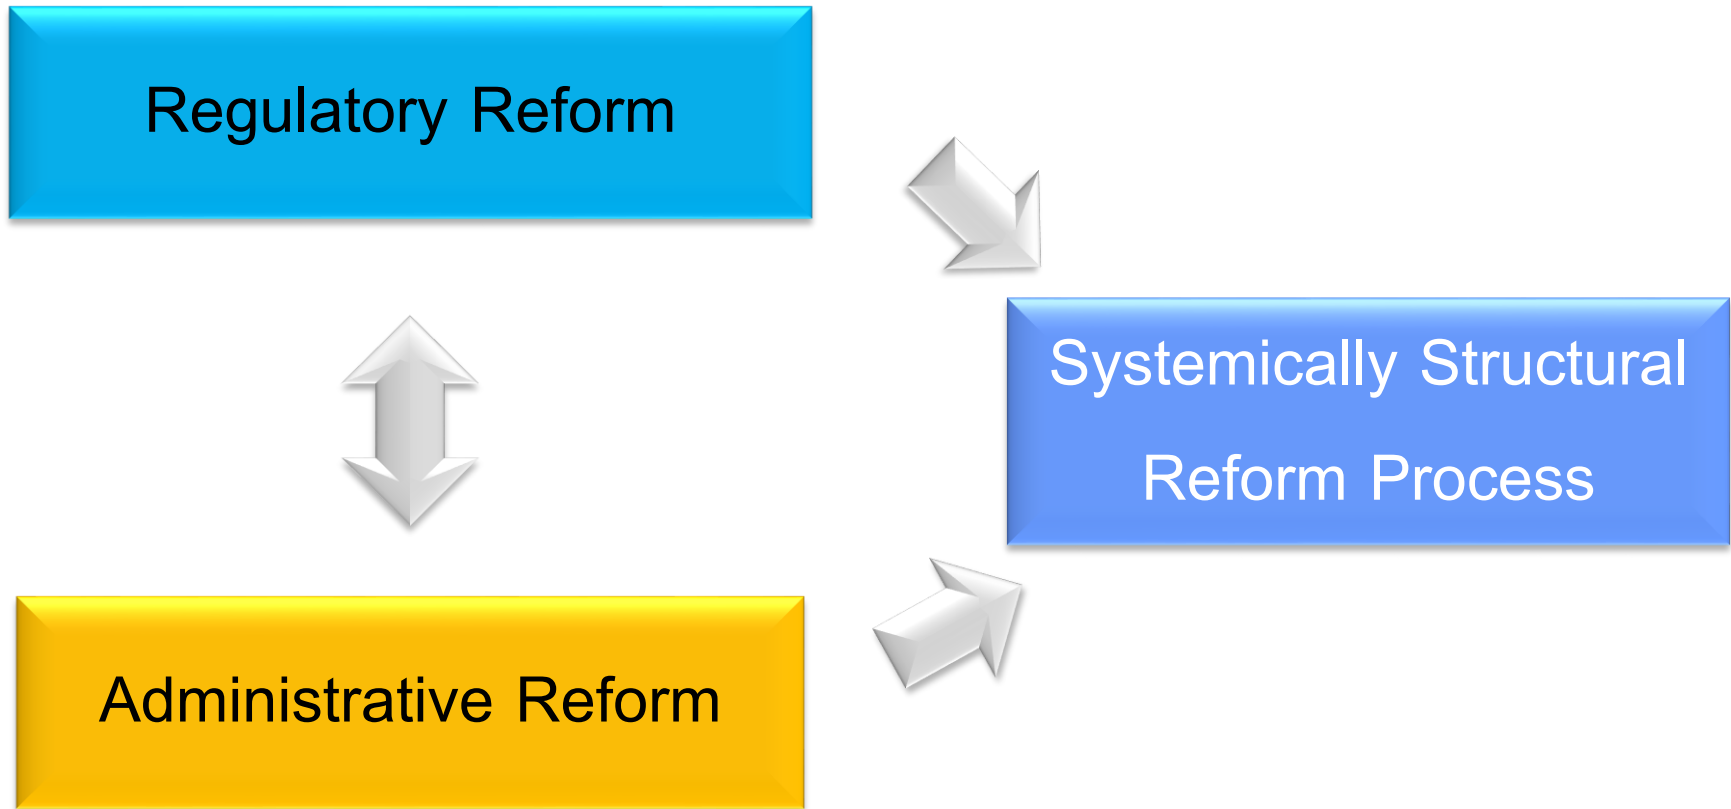 Regulatory Reform
Systemically Structural
Reform Process
Administrative Reform